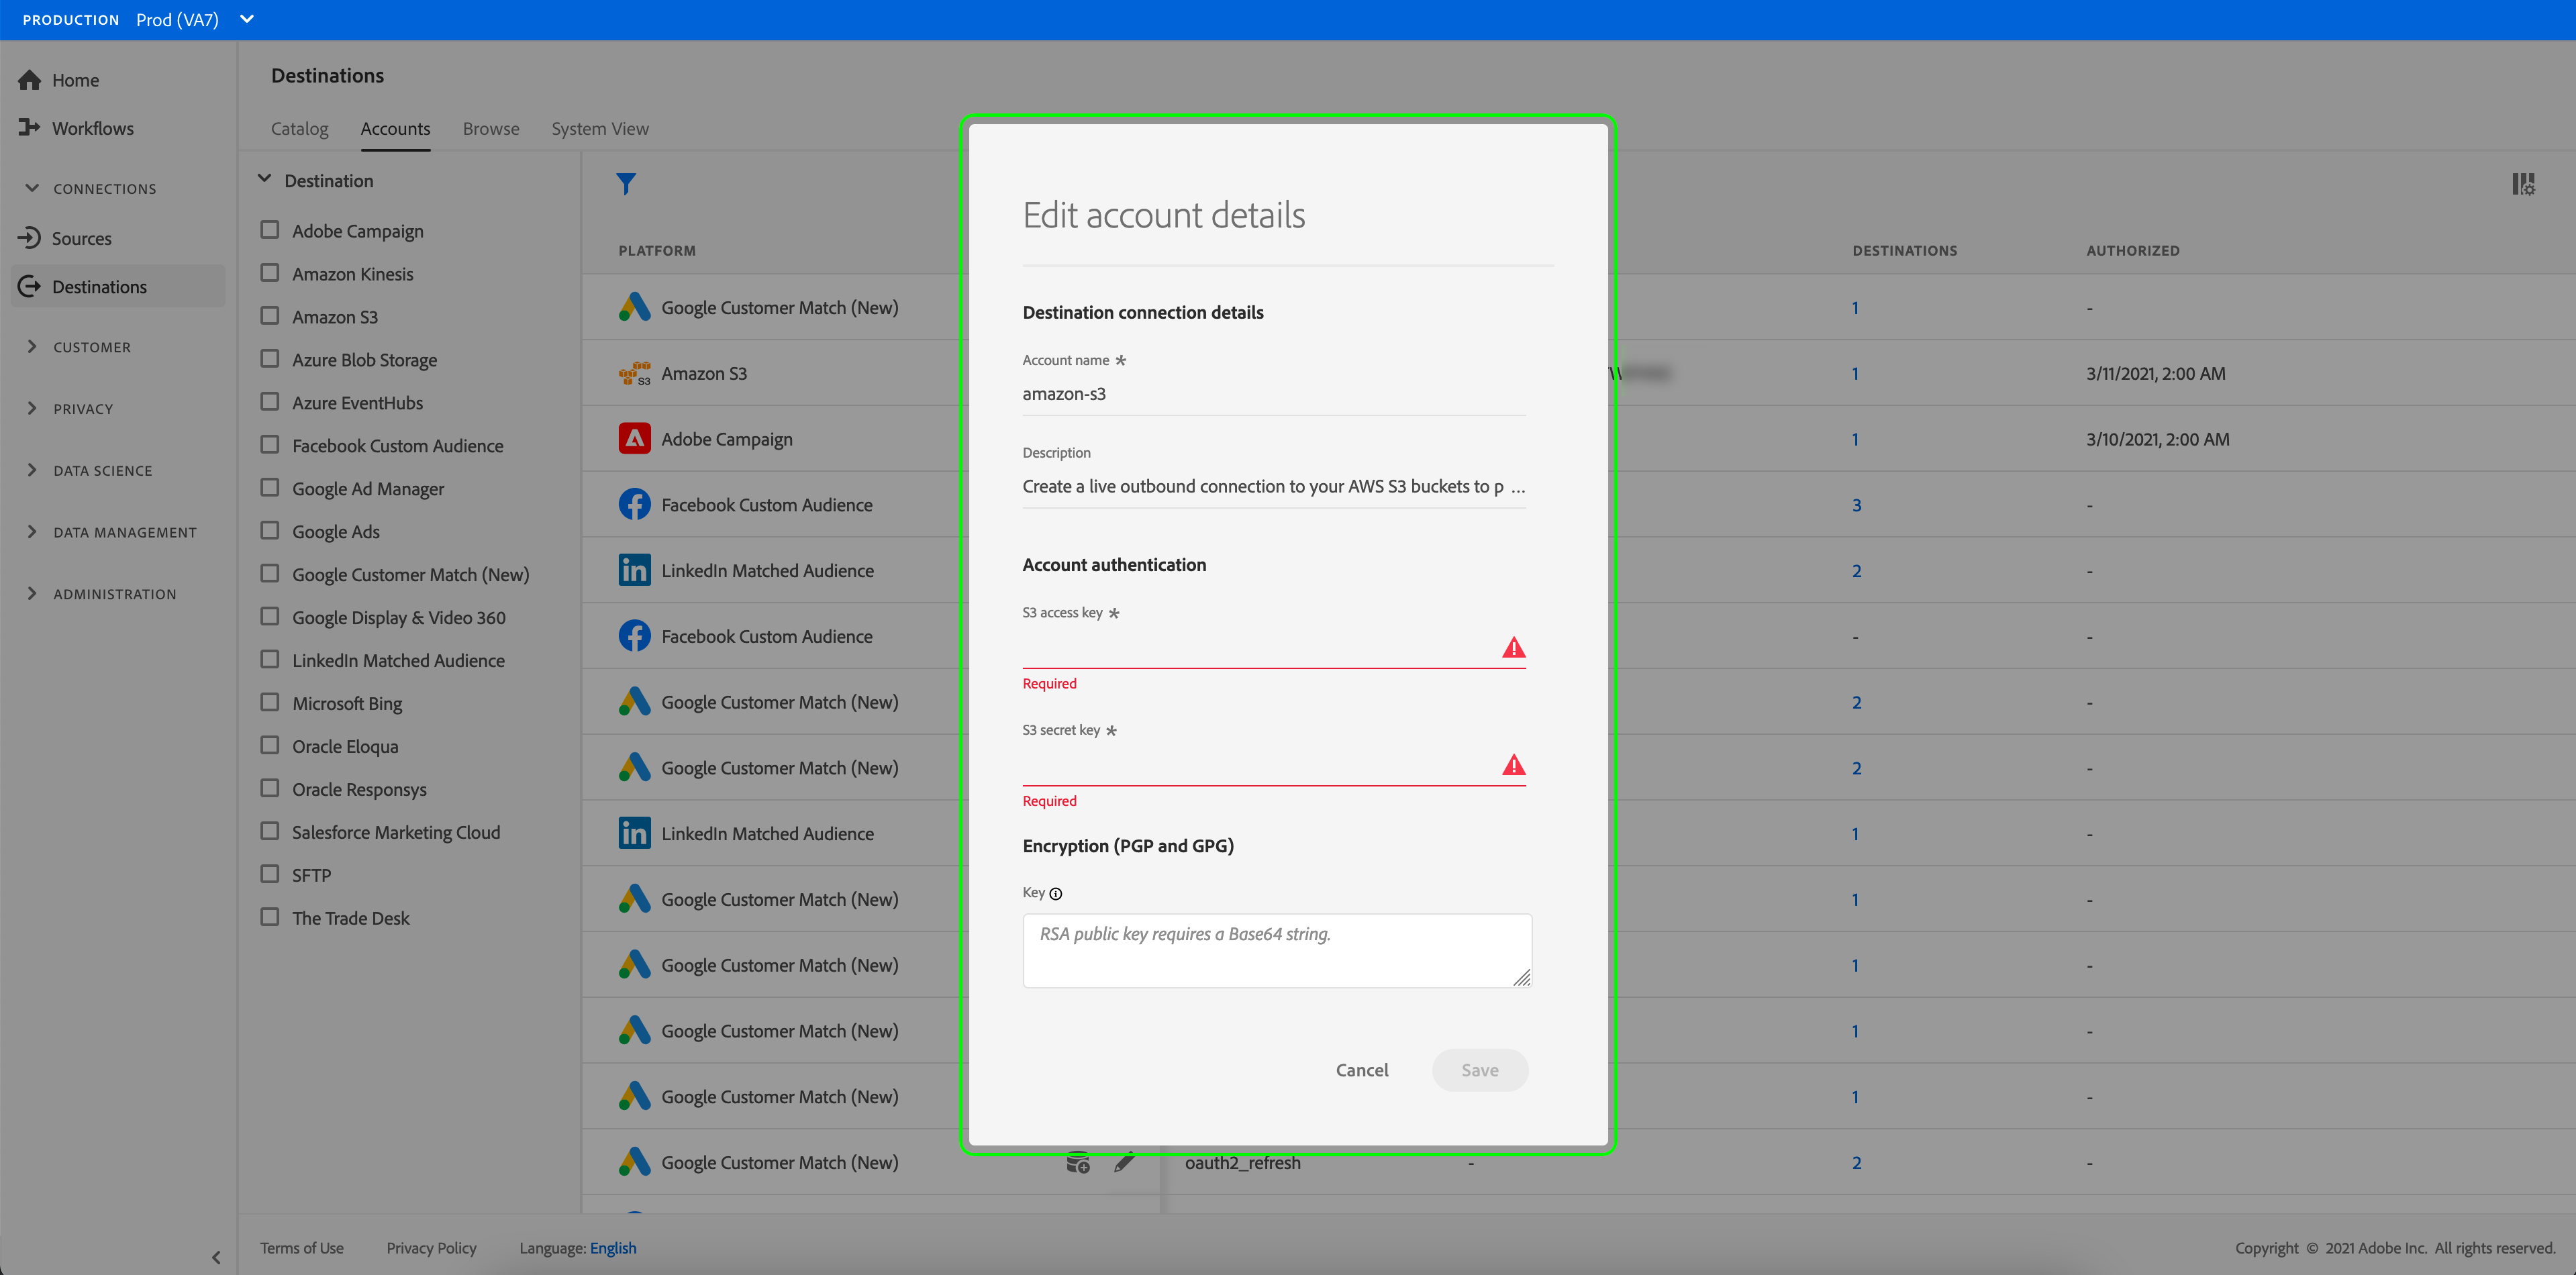 PRODUCTION Prod (VA7)
Home
Workflows
CONNECTIONS
Sources
Destinations
CUSTOMER
PRIVACY
DATA SCIENCE
DATA MANAGEMENT
ADMINISTRATION
Destinations
Catalog Accounts Browse System View
Destination
Adobe Campaign
Amazon Kinesis
Amazon S3
Azure Blob Storage
Azure EventHubs
Facebook Custom Audience
Google Ad Manager
Google Ads
Google Customer Match (New)
Google Display & Video 360
LinkedIn Matched Audience
Microsoft Bing
Oracle Eloqua
Oracle Responsys
Salesforce Marketing Cloud
SFTP
The Trade Desk
PLATFORM DESTINATIONS AUTHORIZED
Google Customer Match (New) 1 -
Amazon S3 1 3/11/2021, 2:00 AM
Adobe Campaign 1 3/10/2021, 2:00 AM
Facebook Custom Audience 3 -
LinkedIn Matched Audience 2 -
Facebook Custom Audience - -
Google Customer Match (New) 2 -
Google Customer Match (New) 2 -
LinkedIn Matched Audience 1 -
Google Customer Match (New) 1 -
Google Customer Match (New) 1 -
Google Customer Match (New) 1 -
Google Customer Match (New) 1 -
Google Customer Match (New) oauth2_refresh - 2 -
Edit account details
Destination connection details
Account name *
amazon-s3
Description
Create a live outbound connection to your AWS S3 buckets to p ...
Account authentication
S3 access key *
Required
S3 secret key *
Required
Encryption (PGP and GPG)
Key
RSA public key requires a Base64 string.
Cancel Save
Terms of Use Privacy Policy Language: English
Copyright © 2021 Adobe Inc. All rights reserved.